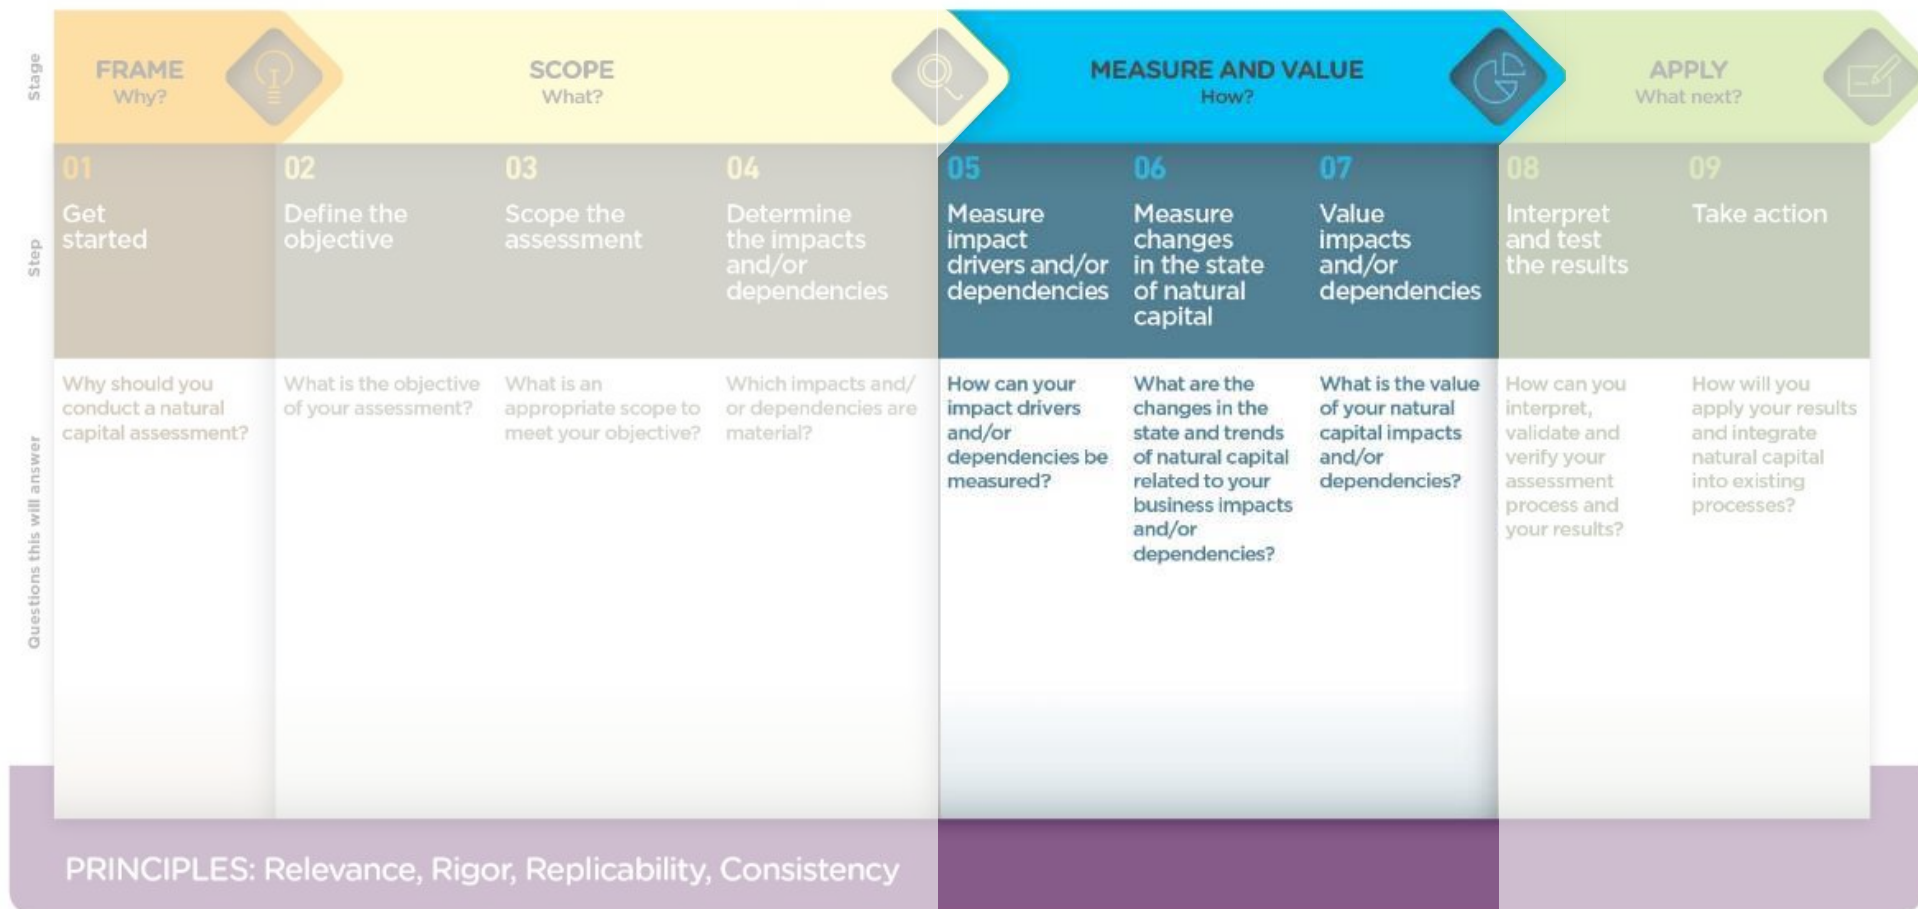 Stage
FRAME
Why?
SCOPE
What?
MEASURE AND VALUE
How?
APPLY
What next?
Step
01
Get
started
02
Define the
objective
03
Scope the
assessment
04
Determine
the impacts
and/or
dependencies
05
Measure
impact
drivers and/or
dependencies
06
Measure
changes
in the state
of natural
capital
07
Value
impacts
and/or
dependencies
08
Interpret
and test
the results
09
Take action
Questions this will answer
Why should you
conduct a natural
capital assessment?
What is the objective
of your assessment?
What is an
appropriate scope to
meet your objective?
Which impacts and/
or dependencies are
material?
How can your
impact drivers
and/or
dependencies be
measured?
What are the
changes in the
state and trends
of natural capital
related to your
business impacts
and/or
dependencies?
What is the value
of your natural
capital impacts
and/or
dependencies?
How can you
interpret,
validate and
verify your
assessment
process and
your results?
How will you
apply your results
and integrate
natural capital
into existing
processes?
PRINCIPLES: Relevance, Rigor, Replicability, Consistency